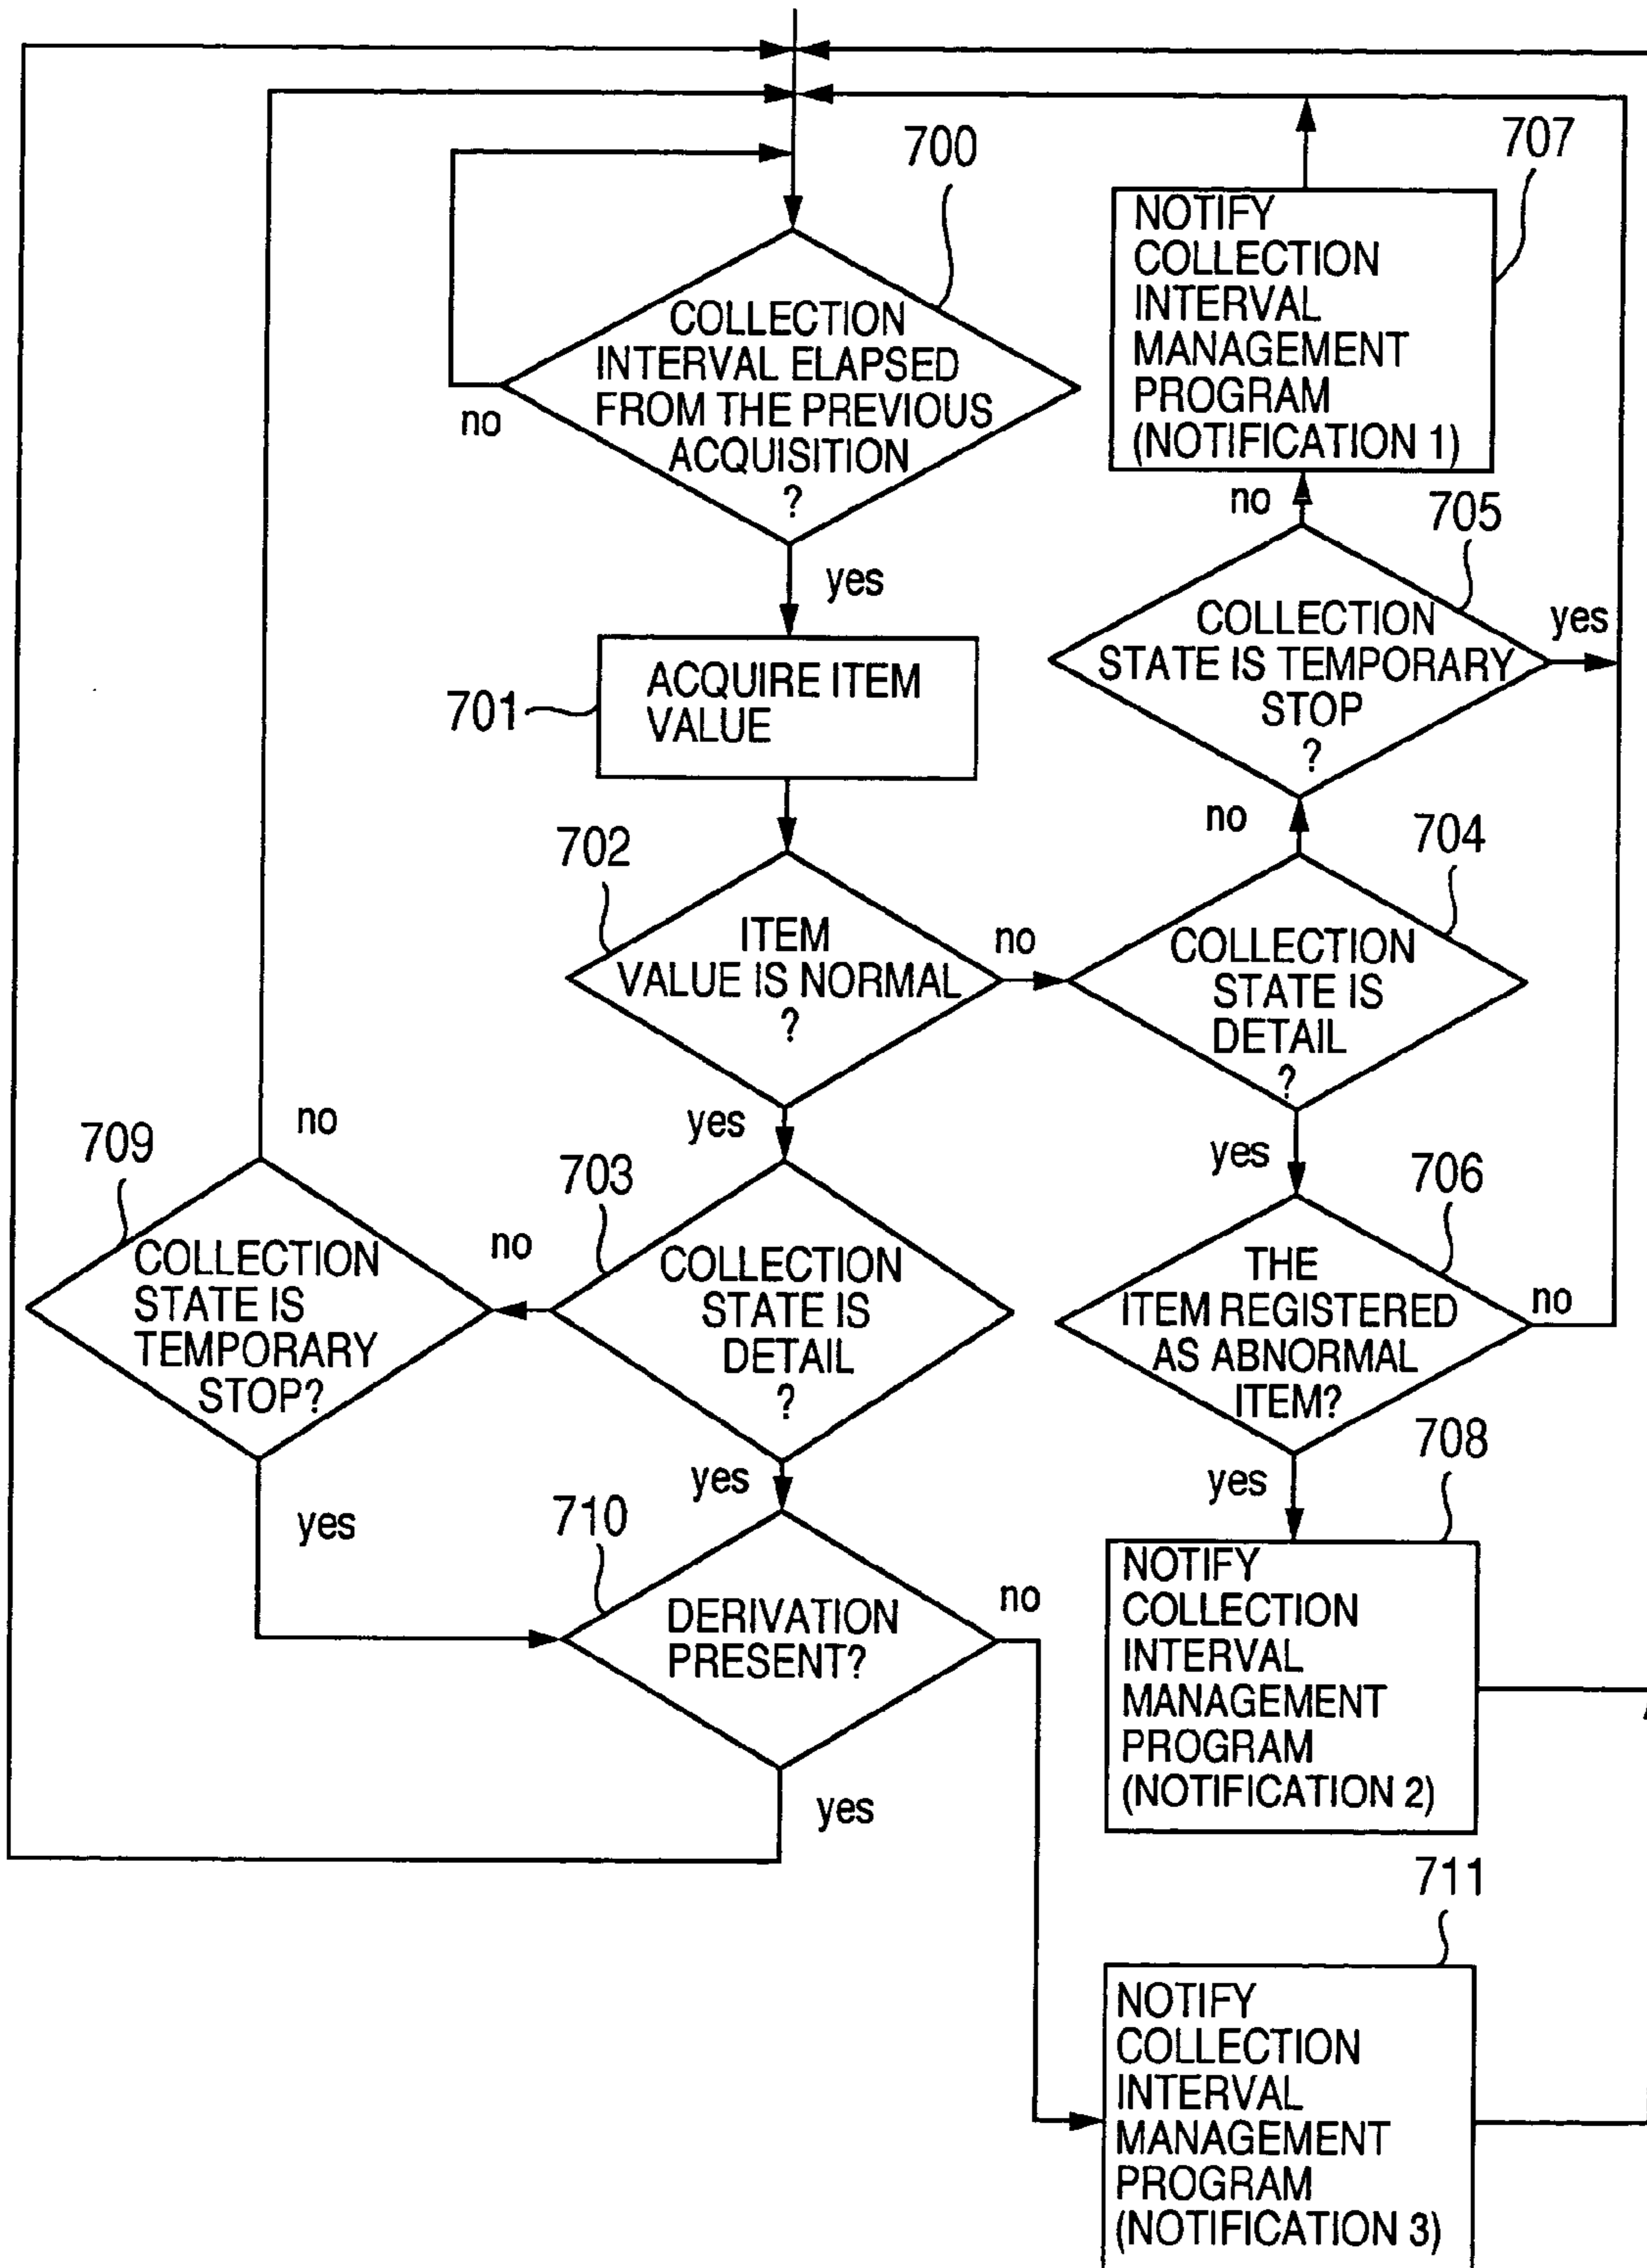 700
COLLECTION
INTERVAL ELAPSED
FROM THE PREVIOUS
ACQUISITION
?
no
yes
701
ACQUIRE ITEM
VALUE
702
ITEM
VALUE IS NORMAL
?
no
yes
703
COLLECTION
STATE IS
DETAIL
?
no
yes
709
COLLECTION
STATE IS
TEMPORARY
STOP?
no
yes
710
DERIVATION
PRESENT?
no
yes
707
NOTIFY
COLLECTION
INTERVAL
MANAGEMENT
PROGRAM
(NOTIFICATION 1)
no
705
COLLECTION
STATE IS TEMPORARY
STOP
?
yes
no
704
COLLECTION
STATE IS
DETAIL
?
yes
706
THE
ITEM REGISTERED
AS ABNORMAL
ITEM?
no
yes
708
NOTIFY
COLLECTION
INTERVAL
MANAGEMENT
PROGRAM
(NOTIFICATION 2)
711
NOTIFY
COLLECTION
INTERVAL
MANAGEMENT
PROGRAM
(NOTIFICATION 3)